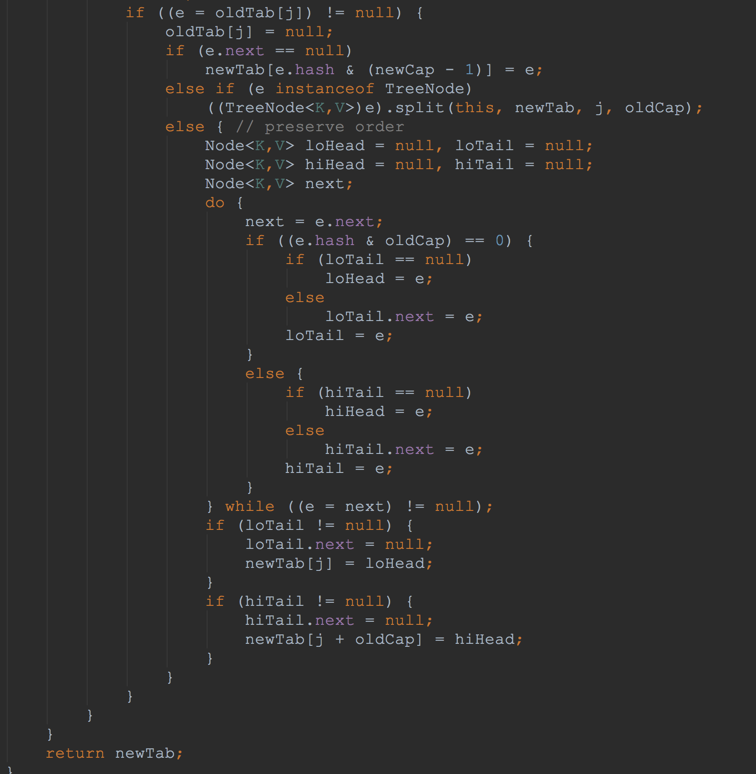 if ((e = oldTab[j]) != null) {
oldTab[j] = null;
if (e.next == null)
newTab[e.hash & (newCap - 1)] = e;
else if (e instanceof TreeNode)
((TreeNode<K,V>)e).split(this, newTab, j, oldCap);
else { // preserve order
Node<K,V> loHead = null, loTail = null;
Node<K,V> hiHead = null, hiTail = null;
Node<K,V> next;
do {
next = e.next;
if ((e.hash & oldCap) == 0) {
if (loTail == null)
loHead = e;
else
loTail.next = e;
loTail = e;
}
else {
if (hiTail == null)
hiHead = e;
else
hiTail.next = e;
hiTail = e;
}
} while ((e = next) != null);
if (loTail != null) {
loTail.next = null;
newTab[j] = loHead;
}
if (hiTail != null) {
hiTail.next = null;
newTab[j + oldCap] = hiHead;
}
}
}
}
}
return newTab;
}